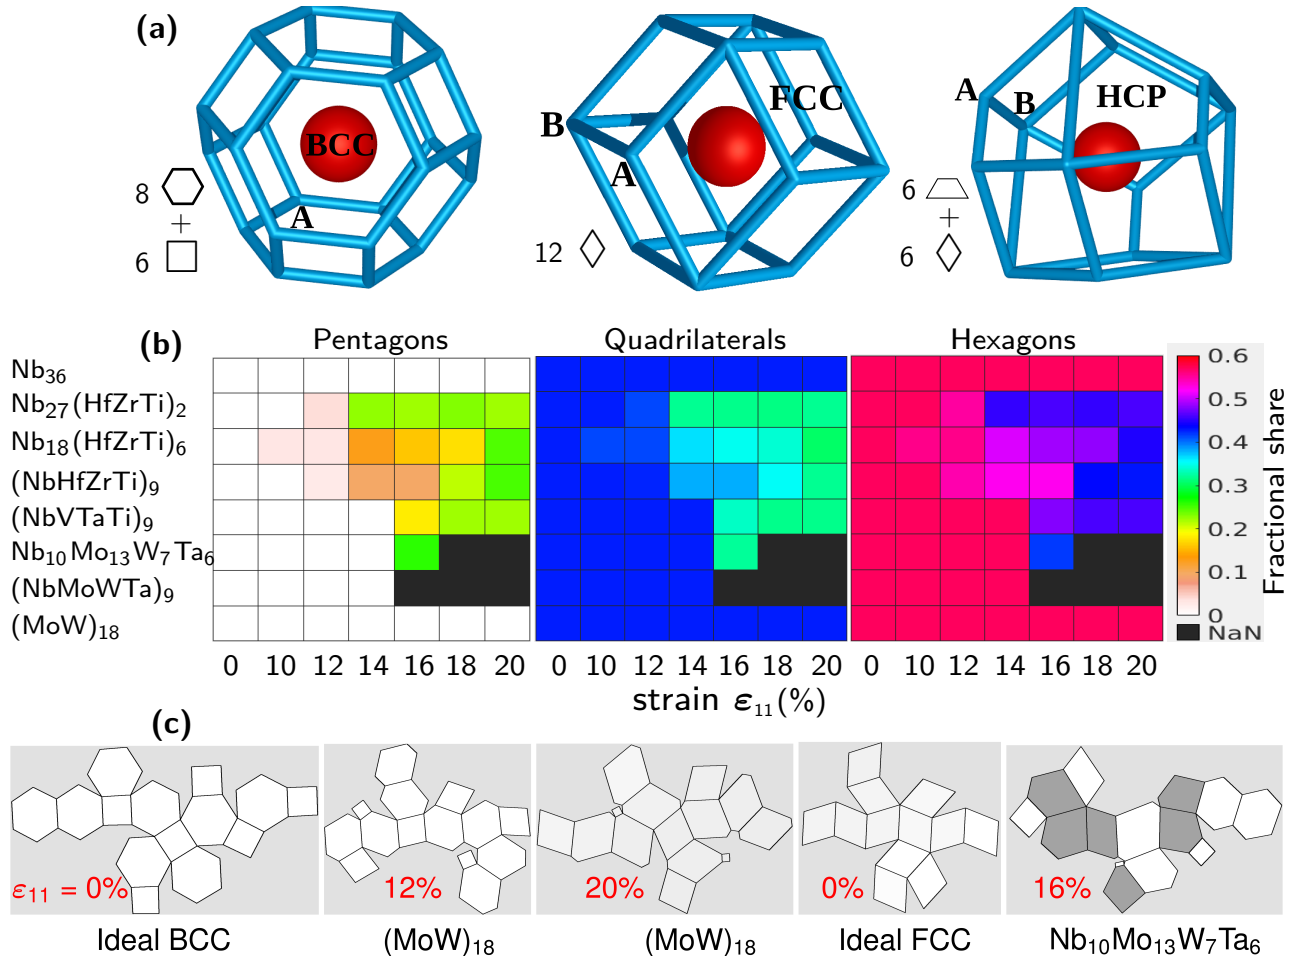 (a)
BCC
A
8
+
6
FCC
B
A
12
HCP
A
B
6
+
6
(b)
Pentagons Quadrilaterals Hexagons
Nb36
Nb27(HfZrTi)2
Nb18(HfZrTi)6
(NbHfZrTi)9
(NbVTaTi)9
Nb10Mo13W7Ta6
(NbMoWTa)9
(MoW)18
0 10 12 14 16 18 20
0 10 12 14 16 18 20
0 10 12 14 16 18 20
strain ε11(%)
0.6
0.5
0.4
0.3
0.2
0.1
0
NaN
Fractional share
(c)
ε11 = 0% 12% 20% 0% 16%
Ideal BCC (MoW)18 (MoW)18 Ideal FCC Nb10Mo13W7Ta6